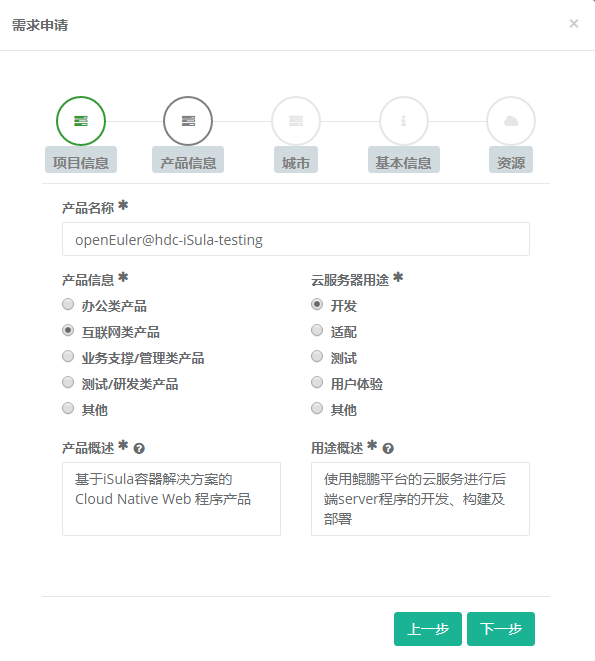 需求申请
×
项目信息
产品信息
城市
基本信息
资源
产品名称 *
openEuler@hdc-iSula-testing
产品信息 *
办公类产品
互联网类产品
业务支撑/管理类产品
测试/研发类产品
其他
云服务器用途 *
开发
适配
测试
用户体验
其他
产品概述 *
基于iSula容器解决方案的
Cloud Native Web 程序产品
用途概述 *
使用鲲鹏平台的云服务进行后
端server程序的开发、构建及
部署
上一步
下一步